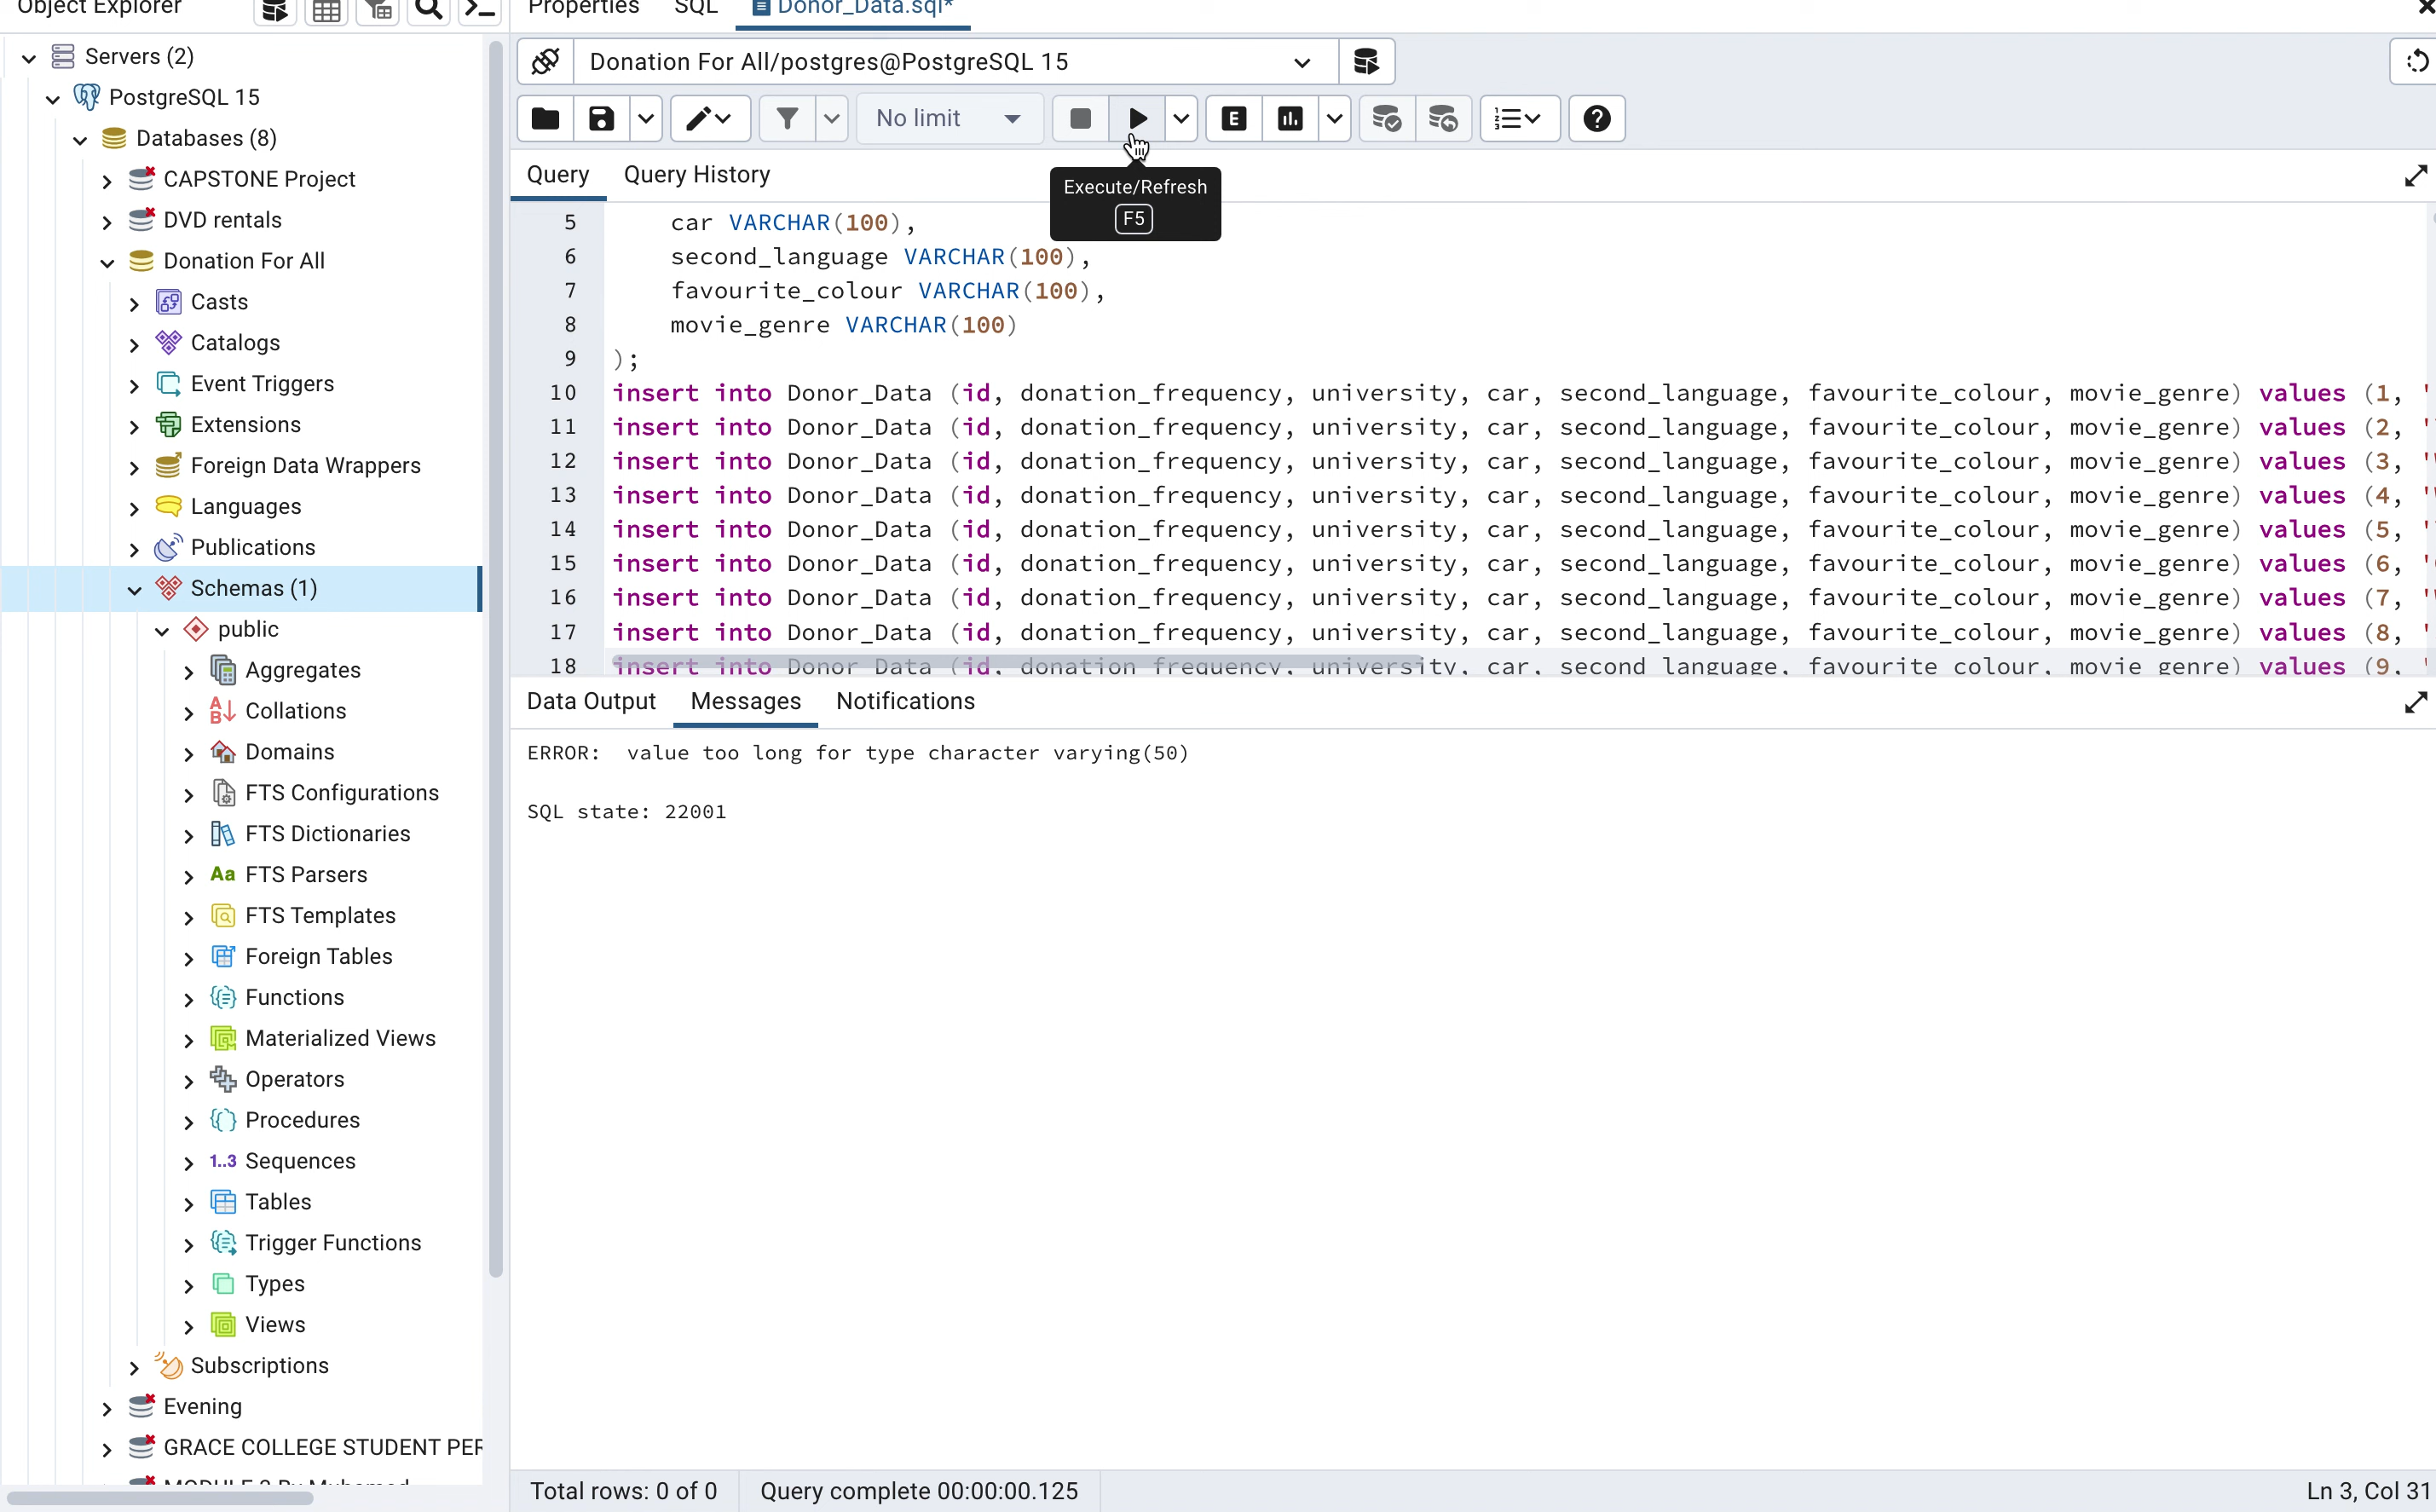 Object Explorer
Properties SQL Donor_Data.sql*
Servers (2)
PostgreSQL 15
Databases (8)
CAPSTONE Project
DVD rentals
Donation For All
Casts
Catalogs
Event Triggers
Extensions
Foreign Data Wrappers
Languages
Publications
Schemas (1)
public
Aggregates
Collations
Domains
FTS Configurations
FTS Dictionaries
Aa FTS Parsers
FTS Templates
Foreign Tables
Functions
Materialized Views
Operators
Procedures
1..3 Sequences
Tables
Trigger Functions
Types
Views
Subscriptions
Evening
GRACE COLLEGE STUDENT PER
Donation For All/postgres@PostgreSQL 15
No limit
E
Query Query History
Execute/Refresh
F5
5 car VARCHAR(100),
6 second_language VARCHAR(100),
7 favourite_colour VARCHAR(100),
8 movie_genre VARCHAR(100)
9 );
10 insert into Donor_Data (id, donation_frequency, university, car, second_language, favourite_colour, movie_genre) values (1, '
11 insert into Donor_Data (id, donation_frequency, university, car, second_language, favourite_colour, movie_genre) values (2, '
12 insert into Donor_Data (id, donation_frequency, university, car, second_language, favourite_colour, movie_genre) values (3, '
13 insert into Donor_Data (id, donation_frequency, university, car, second_language, favourite_colour, movie_genre) values (4, '
14 insert into Donor_Data (id, donation_frequency, university, car, second_language, favourite_colour, movie_genre) values (5, '
15 insert into Donor_Data (id, donation_frequency, university, car, second_language, favourite_colour, movie_genre) values (6, '
16 insert into Donor_Data (id, donation_frequency, university, car, second_language, favourite_colour, movie_genre) values (7, '
17 insert into Donor_Data (id, donation_frequency, university, car, second_language, favourite_colour, movie_genre) values (8, '
18 insert into Donor_Data (id, donation_frequency, university, car, second_language, favourite_colour, movie_genre) values (9, '
Data Output Messages Notifications
ERROR: value too long for type character varying(50)
SQL state: 22001
Total rows: 0 of 0 Query complete 00:00:00.125 Ln 3, Col 31